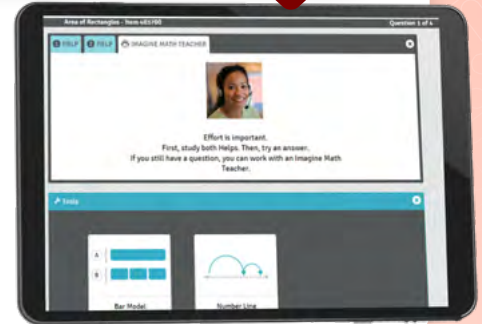 Area of Rectangles - Item
Question 1 of 4
1 HELP 2 HELP IMAGINE MATH TEACHER
Effort is important.
First, study both Helps. Then, try an answer.
If you still have a question, you can work with an Imagine Math
Teacher.
Tools
A
B
Bar Model
Number Line